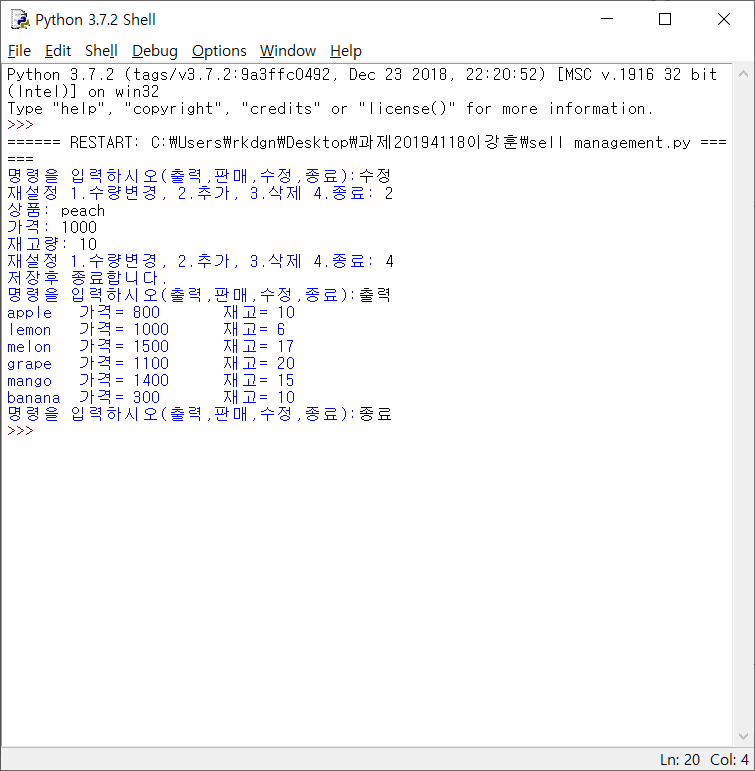 Python 3.7.2 Shell
File Edit Shell Debug Options Window Help
Python 3.7.2 (tags/v3.7.2:9a3ffc0492, Dec 23 2018, 22:20:52) [MSC v.1916 32 bit
(Intel)] on win32
Type "help", "copyright", "credits" or "license()" for more information.
>>>
====== RESTART: C:₩Users₩rkdgn₩Desktop₩과제20194118이강훈₩sell management.py ===
===
명령을 입력하시오(출력,판매,수정,종료):수정
재설정 1.수량변경, 2.추가, 3.삭제 4.종료: 2
상품: peach
가격: 1000
재고량: 10
재설정 1.수량변경, 2.추가, 3.삭제 4.종료: 4
저장후 종료합니다.
명령을 입력하시오(출력,판매,수정,종료):출력
apple 가격= 800 재고= 10
lemon 가격= 1000 재고= 6
melon 가격= 1500 재고= 17
grape 가격= 1100 재고= 20
mango 가격= 1400 재고= 15
banana 가격= 300 재고= 10
명령을 입력하시오(출력,판매,수정,종료):종료
>>>
Ln: 20 Col: 4